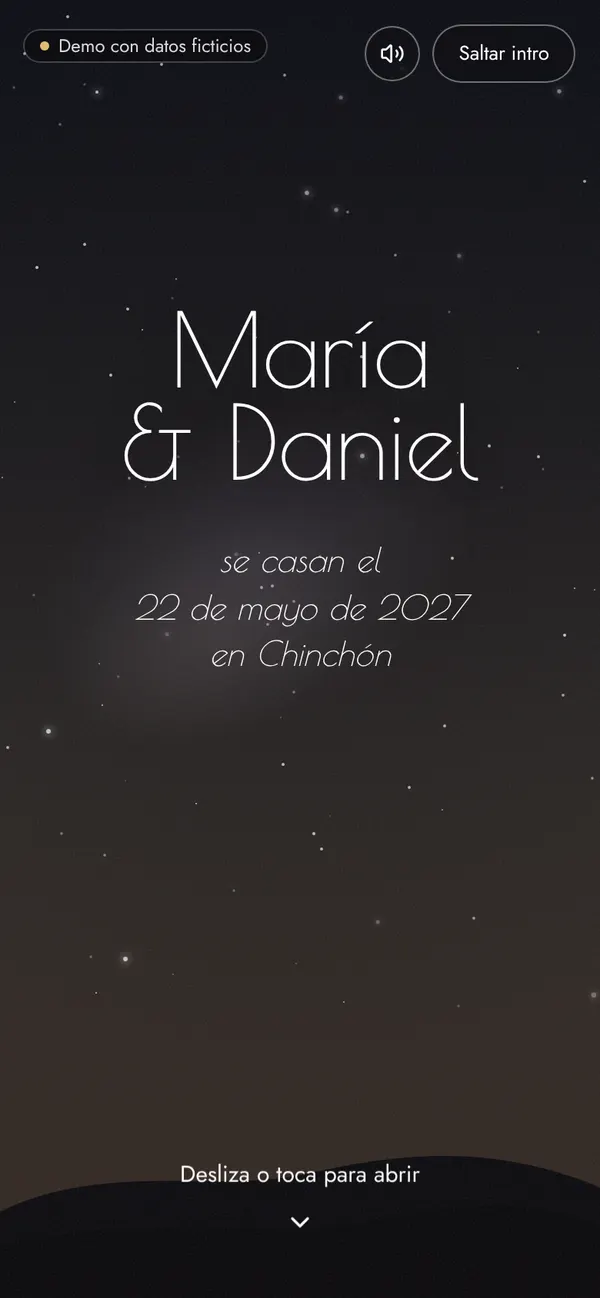 Demo con datos ficticios
Saltar intro
María
& Daniel
se casan el
22 de mayo de 2027
en Chinchón
Desliza o toca para abrir